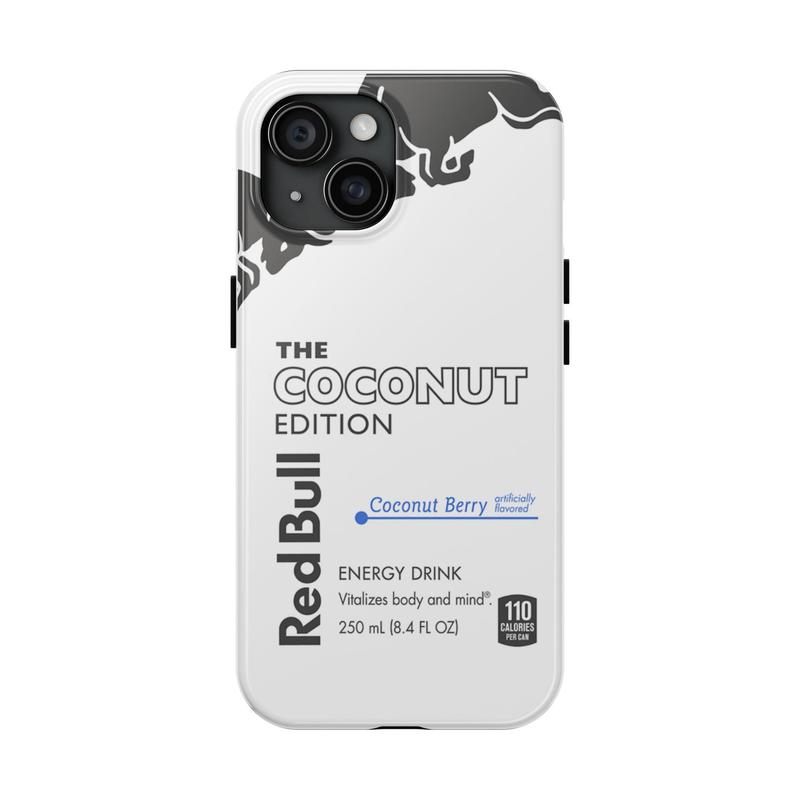 THE
COCONUT
EDITION
Red Bull
Coconut Berry artificially flavored
ENERGY DRINK
Vitalizes body and mind®.
250 mL (8.4 FL OZ)
110
CALORIES
PER CAN